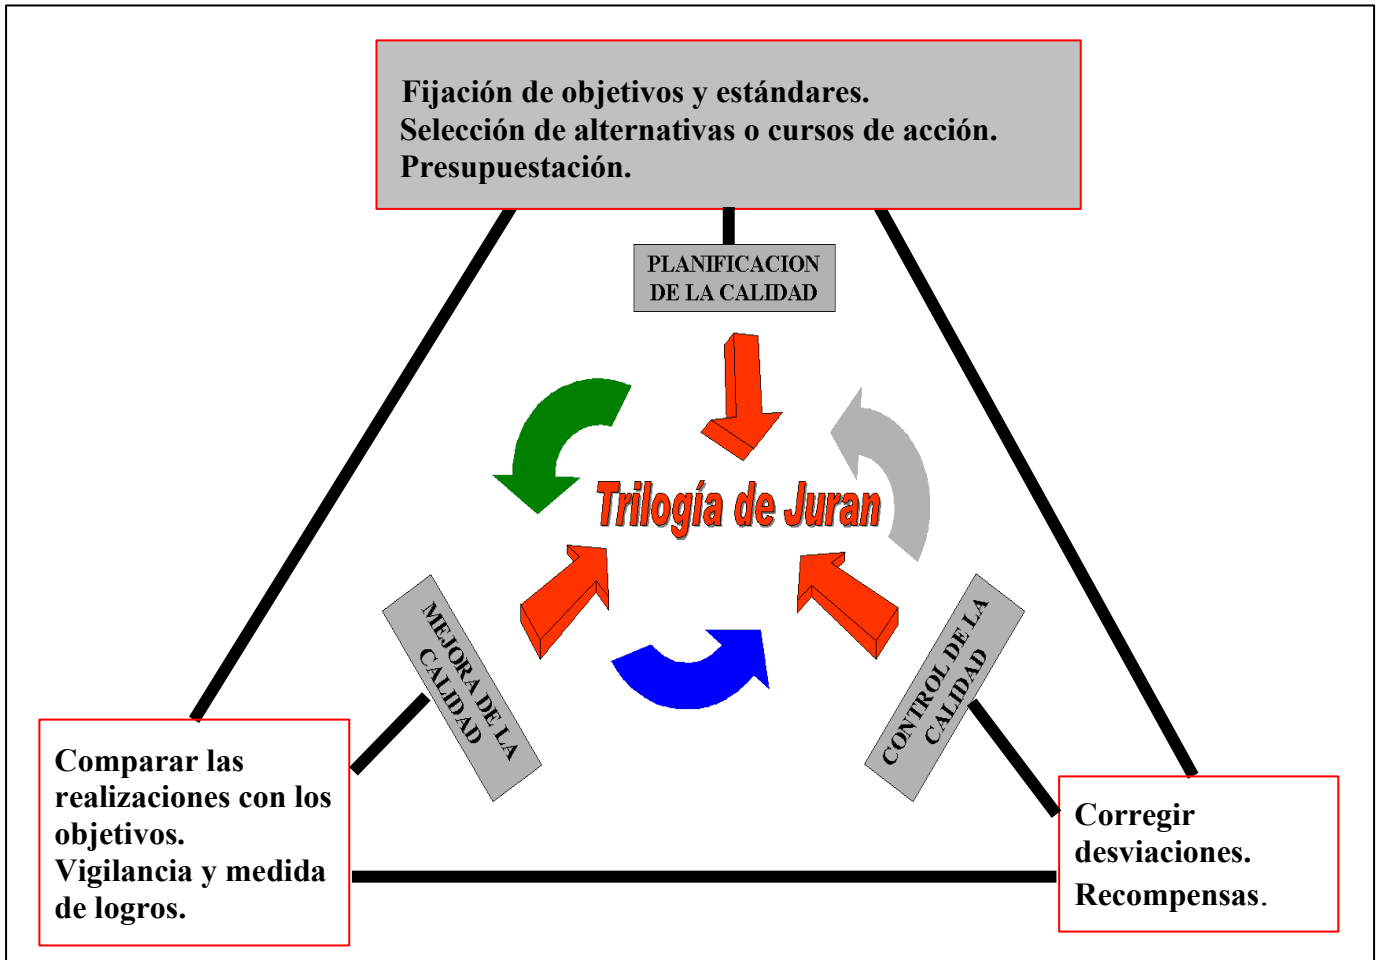 Fijación de objetivos y estándares.
Selección de alternativas o cursos de acción.
Presupuestación.
PLANIFICACION
DE LA CALIDAD
Trilogía de Juran
MEJORA DE LA
CALIDAD
CONTROL DE LA
CALIDAD
Comparar las
realizaciones con los
objetivos.
Vigilancia y medida
de logros.
Corregir
desviaciones.
Recompensas.